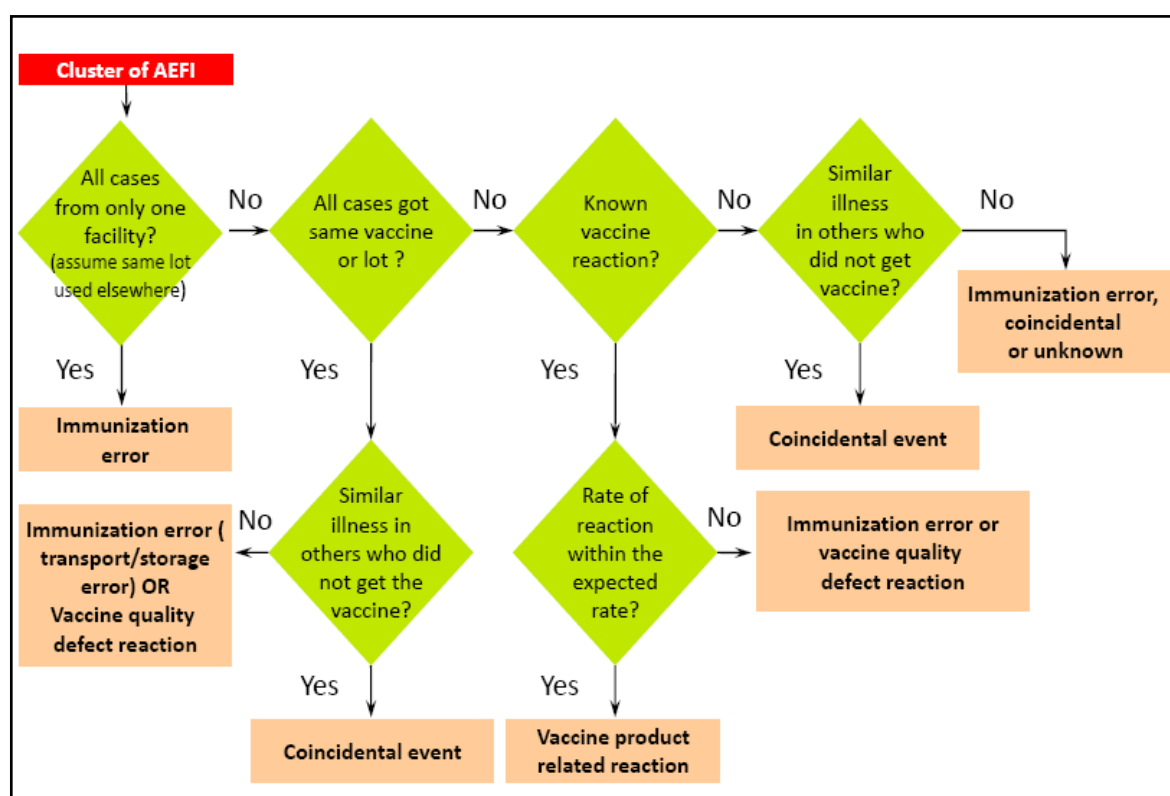 Cluster of AEFI
All cases
from only one
facility?
(assume same lot
used elsewhere)
No
All cases got
same vaccine
or lot ?
No
Known
vaccine
reaction?
No
Similar
illness
in others who
did not get
vaccine?
No
Immunization error,
coincidental
or unknown
Yes
Immunization
error
Yes
Yes
Yes
Coincidental event
Similar
illness in
others who did
not get the
vaccine?
No
Immunization error (
transport/storage
error) OR
Vaccine quality
defect reaction
Yes
Coincidental event
Rate of
reaction
within the
expected
rate?
No
Immunization error or
vaccine quality
defect reaction
Yes
Vaccine product
related reaction